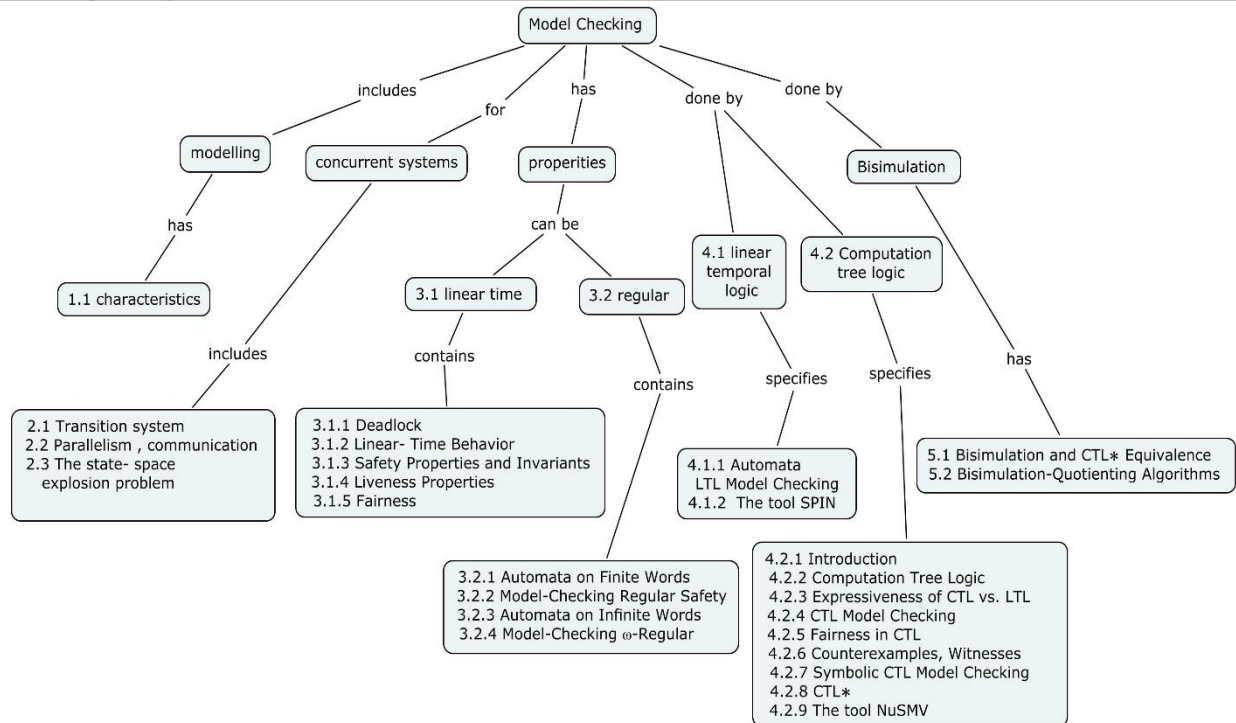 Model Checking
includes
for
has
done by
done by
modelling
concurrent systems
properities
Bisimulation
has
can be
4.1 linear
temporal
logic
4.2 Computation
tree logic
1.1 characteristics
3.1 linear time
3.2 regular
includes
contains
contains
specifies
specifies
has
2.1 Transition system
2.2 Parallelism , communication
2.3 The state- space
explosion problem
3.1.1 Deadlock
3.1.2 Linear- Time Behavior
3.1.3 Safety Properties and Invariants
3.1.4 Liveness Properties
3.1.5 Fairness
4.1.1 Automata
LTL Model Checking
4.1.2 The tool SPIN
5.1 Bisimulation and CTL∗ Equivalence
5.2 Bisimulation-Quotienting Algorithms
3.2.1 Automata on Finite Words
3.2.2 Model-Checking Regular Safety
3.2.3 Automata on Infinite Words
3.2.4 Model-Checking ω-Regular
4.2.1 Introduction
4.2.2 Computation Tree Logic
4.2.3 Expressiveness of CTL vs. LTL
4.2.4 CTL Model Checking
4.2.5 Fairness in CTL
4.2.6 Counterexamples, Witnesses
4.2.7 Symbolic CTL Model Checking
4.2.8 CTL∗
4.2.9 The tool NuSMV